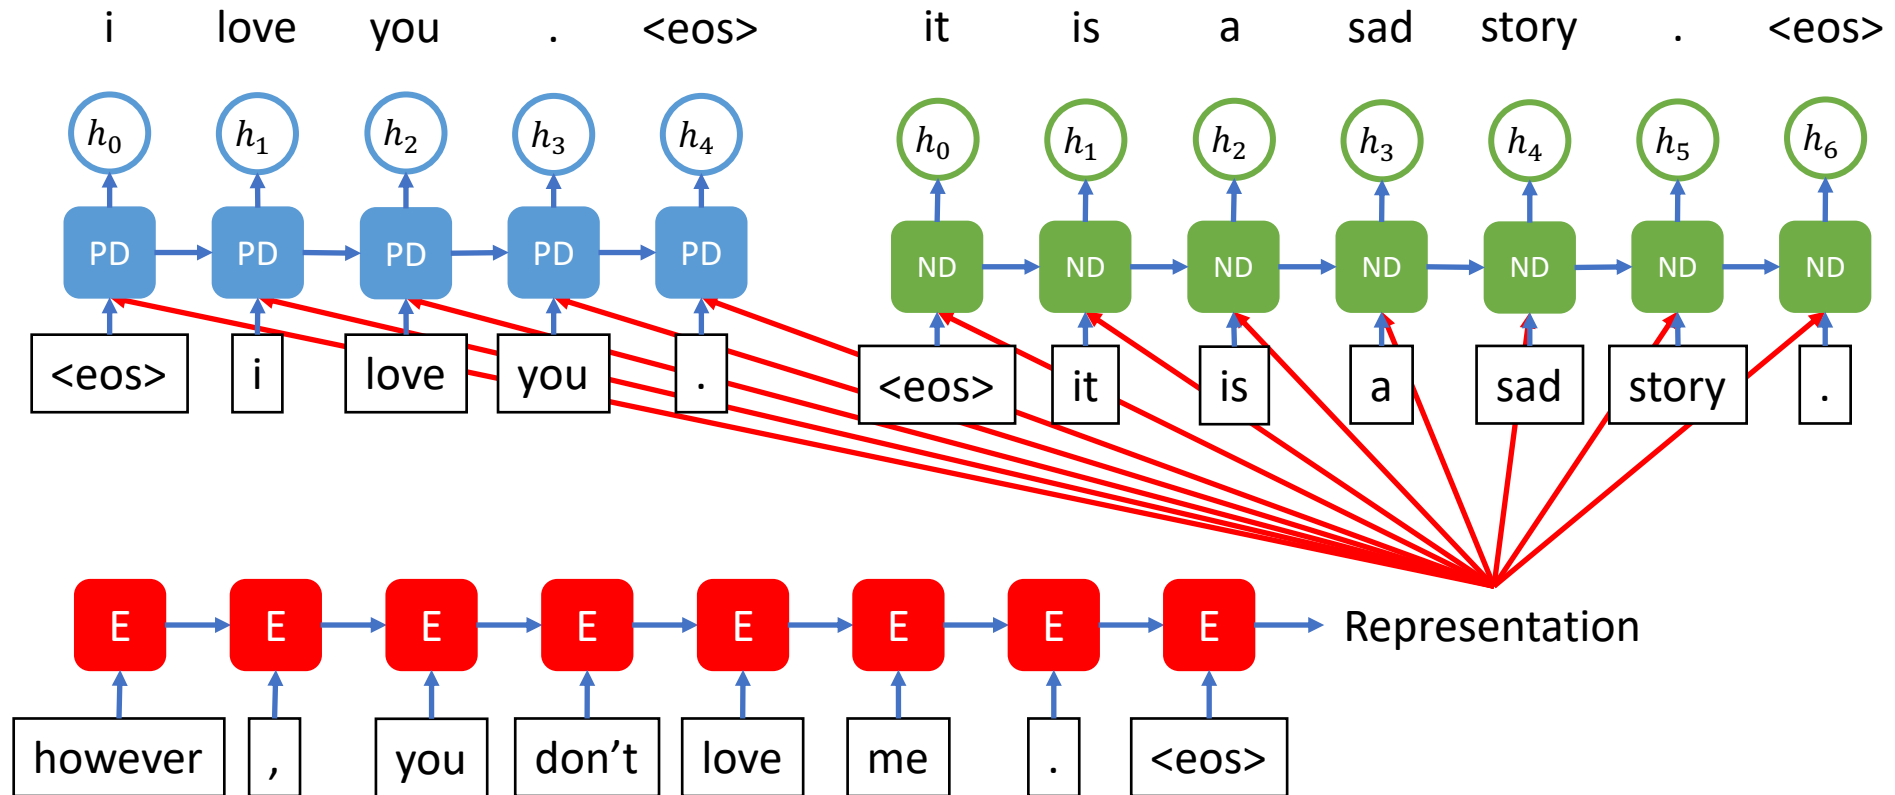 i love you . <eos> it is a sad story . <eos>
h0 h1 h2 h3 h4 h0 h1 h2 h3 h4 h5 h6
PD PD PD PD PD ND ND ND ND ND ND ND
<eos> i love you . <eos> it is a sad story .
E E E E E E E E Representation
however , you don’t love me . <eos>